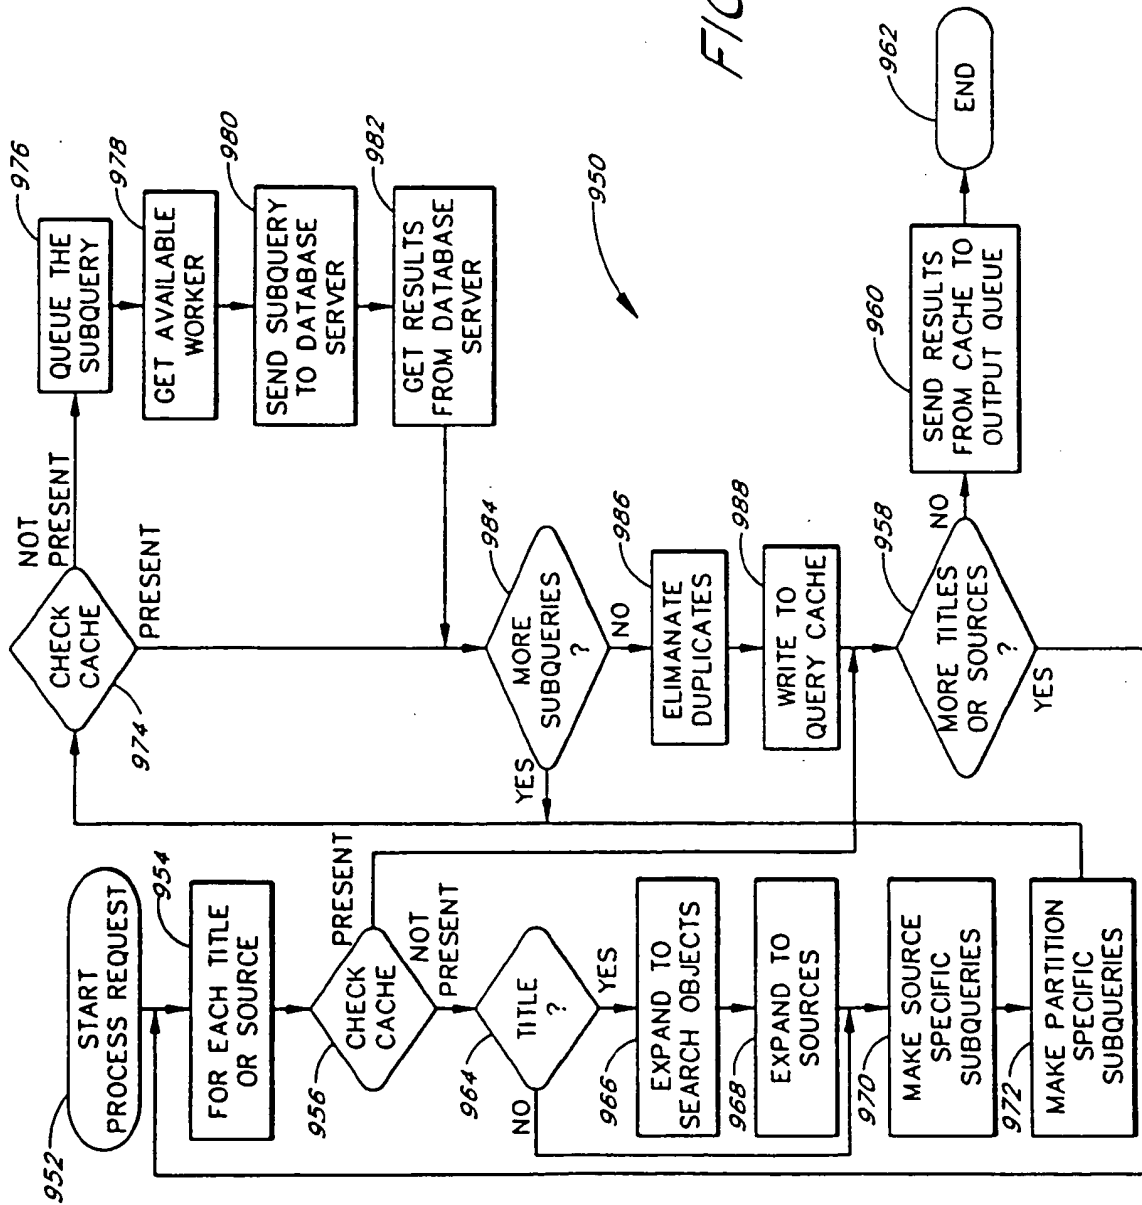 952
START
PROCESS REQUEST
954
FOR EACH TITLE
OR SOURCE
956
CHECK
CACHE
PRESENT
NOT
PRESENT
964
TITLE
?
NO
YES
966
EXPAND TO
SEARCH OBJECTS
968
EXPAND TO
SOURCES
970
MAKE SOURCE
SPECIFIC
SUBQUERIES
972
MAKE PARTITION
SPECIFIC
SUBQUERIES
974
CHECK
CACHE
NOT
PRESENT
PRESENT
976
QUEUE THE
SUBQUERY
978
GET AVAILABLE
WORKER
980
SEND SUBQUERY
TO DATABASE
SERVER
982
GET RESULTS
FROM DATABASE
SERVER
984
MORE
SUBQUERIES
?
YES
NO
986
ELIMANATE
DUPLICATES
988
WRITE TO
QUERY CACHE
958
MORE TITLES
OR SOURCES
?
YES
NO
960
SEND RESULTS
FROM CACHE TO
OUTPUT QUEUE
962
END
950